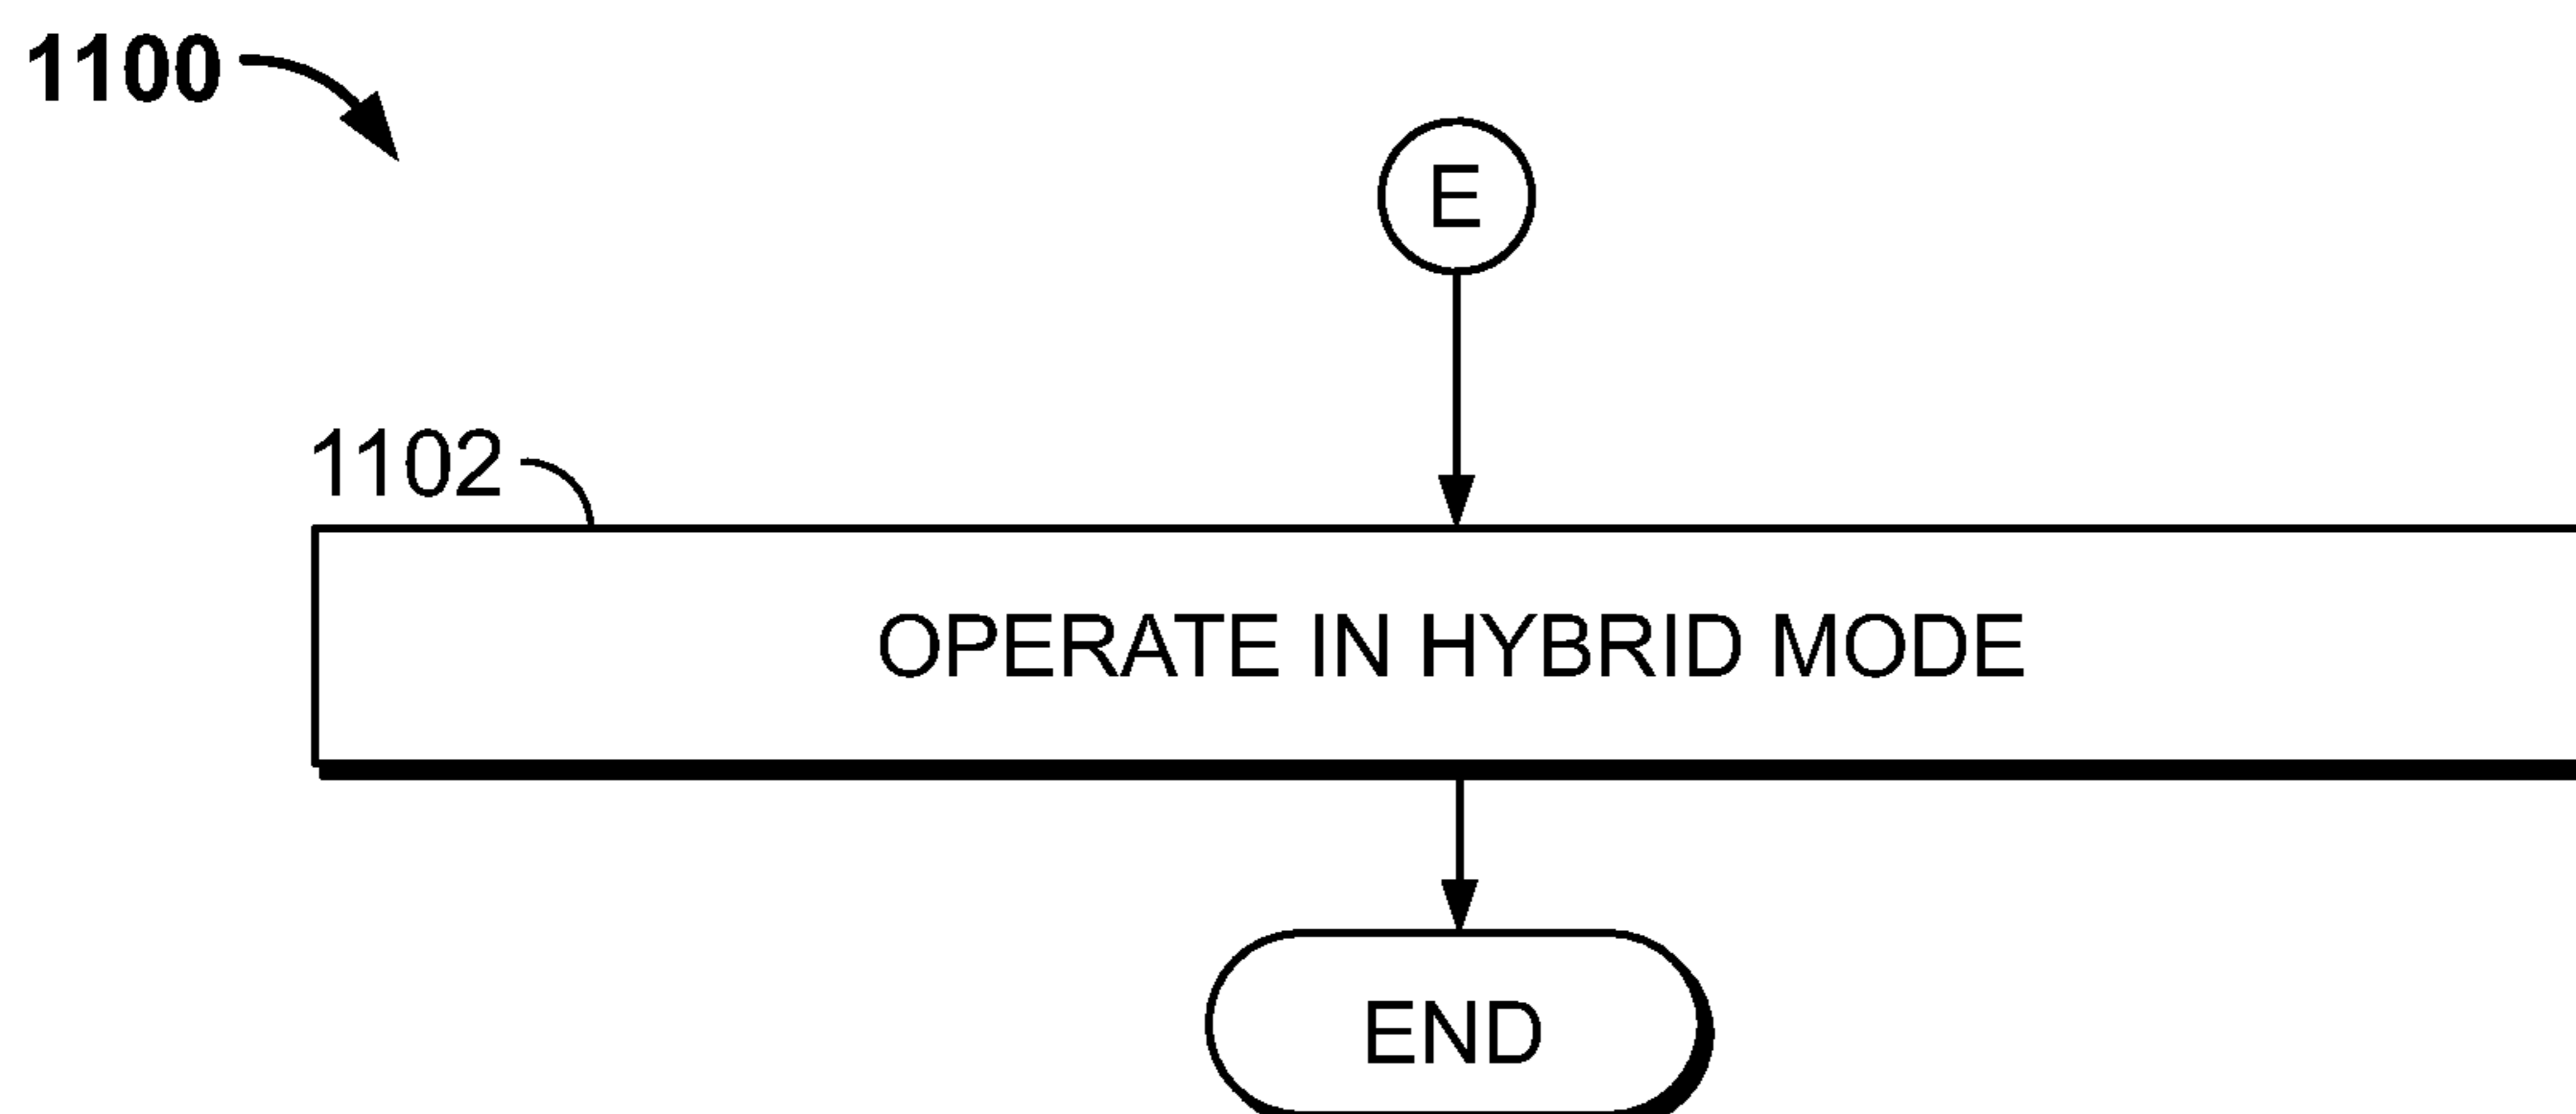 1100
E
1102
OPERATE IN HYBRID MODE
END